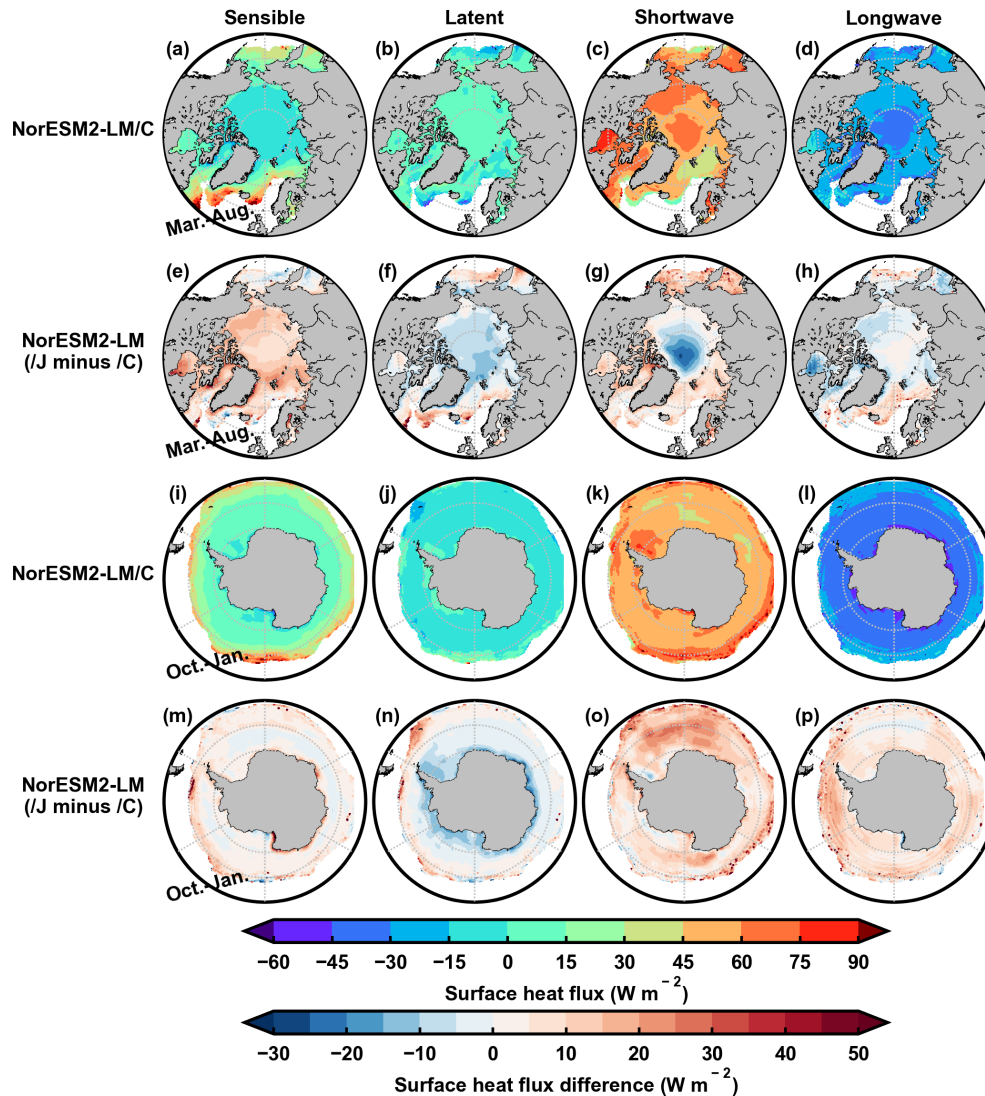 Sensible Latent Shortwave Longwave
(a) (b) (c) (d)
NorESM2-LM/C
Mar.-Aug.
(e) (f) (g) (h)
NorESM2-LM
(/J minus /C)
Mar.-Aug.
(i) (j) (k) (l)
NorESM2-LM/C
Oct.-Jan.
(m) (n) (o) (p)
NorESM2-LM
(/J minus /C)
Oct.-Jan.
−60 −45 −30 −15 0 15 30 45 60 75 90
Surface heat flux (W m⁻²)
−30 −20 −10 0 10 20 30 40 50
Surface heat flux difference (W m⁻²)